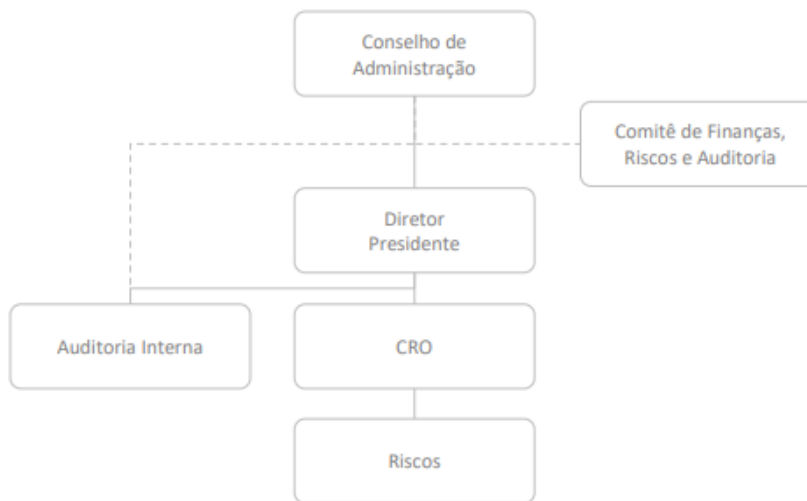 Conselho de
Administração
Comitê de Finanças,
Riscos e Auditoria
Diretor
Presidente
Auditoria Interna
CRO
Riscos